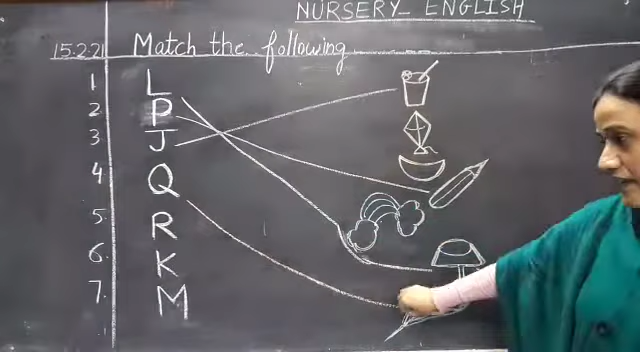 NURSERY ENGLISH
15.2.21 Match the following
1 L
2 P
3 J
4 Q
5 R
6. K
7. M